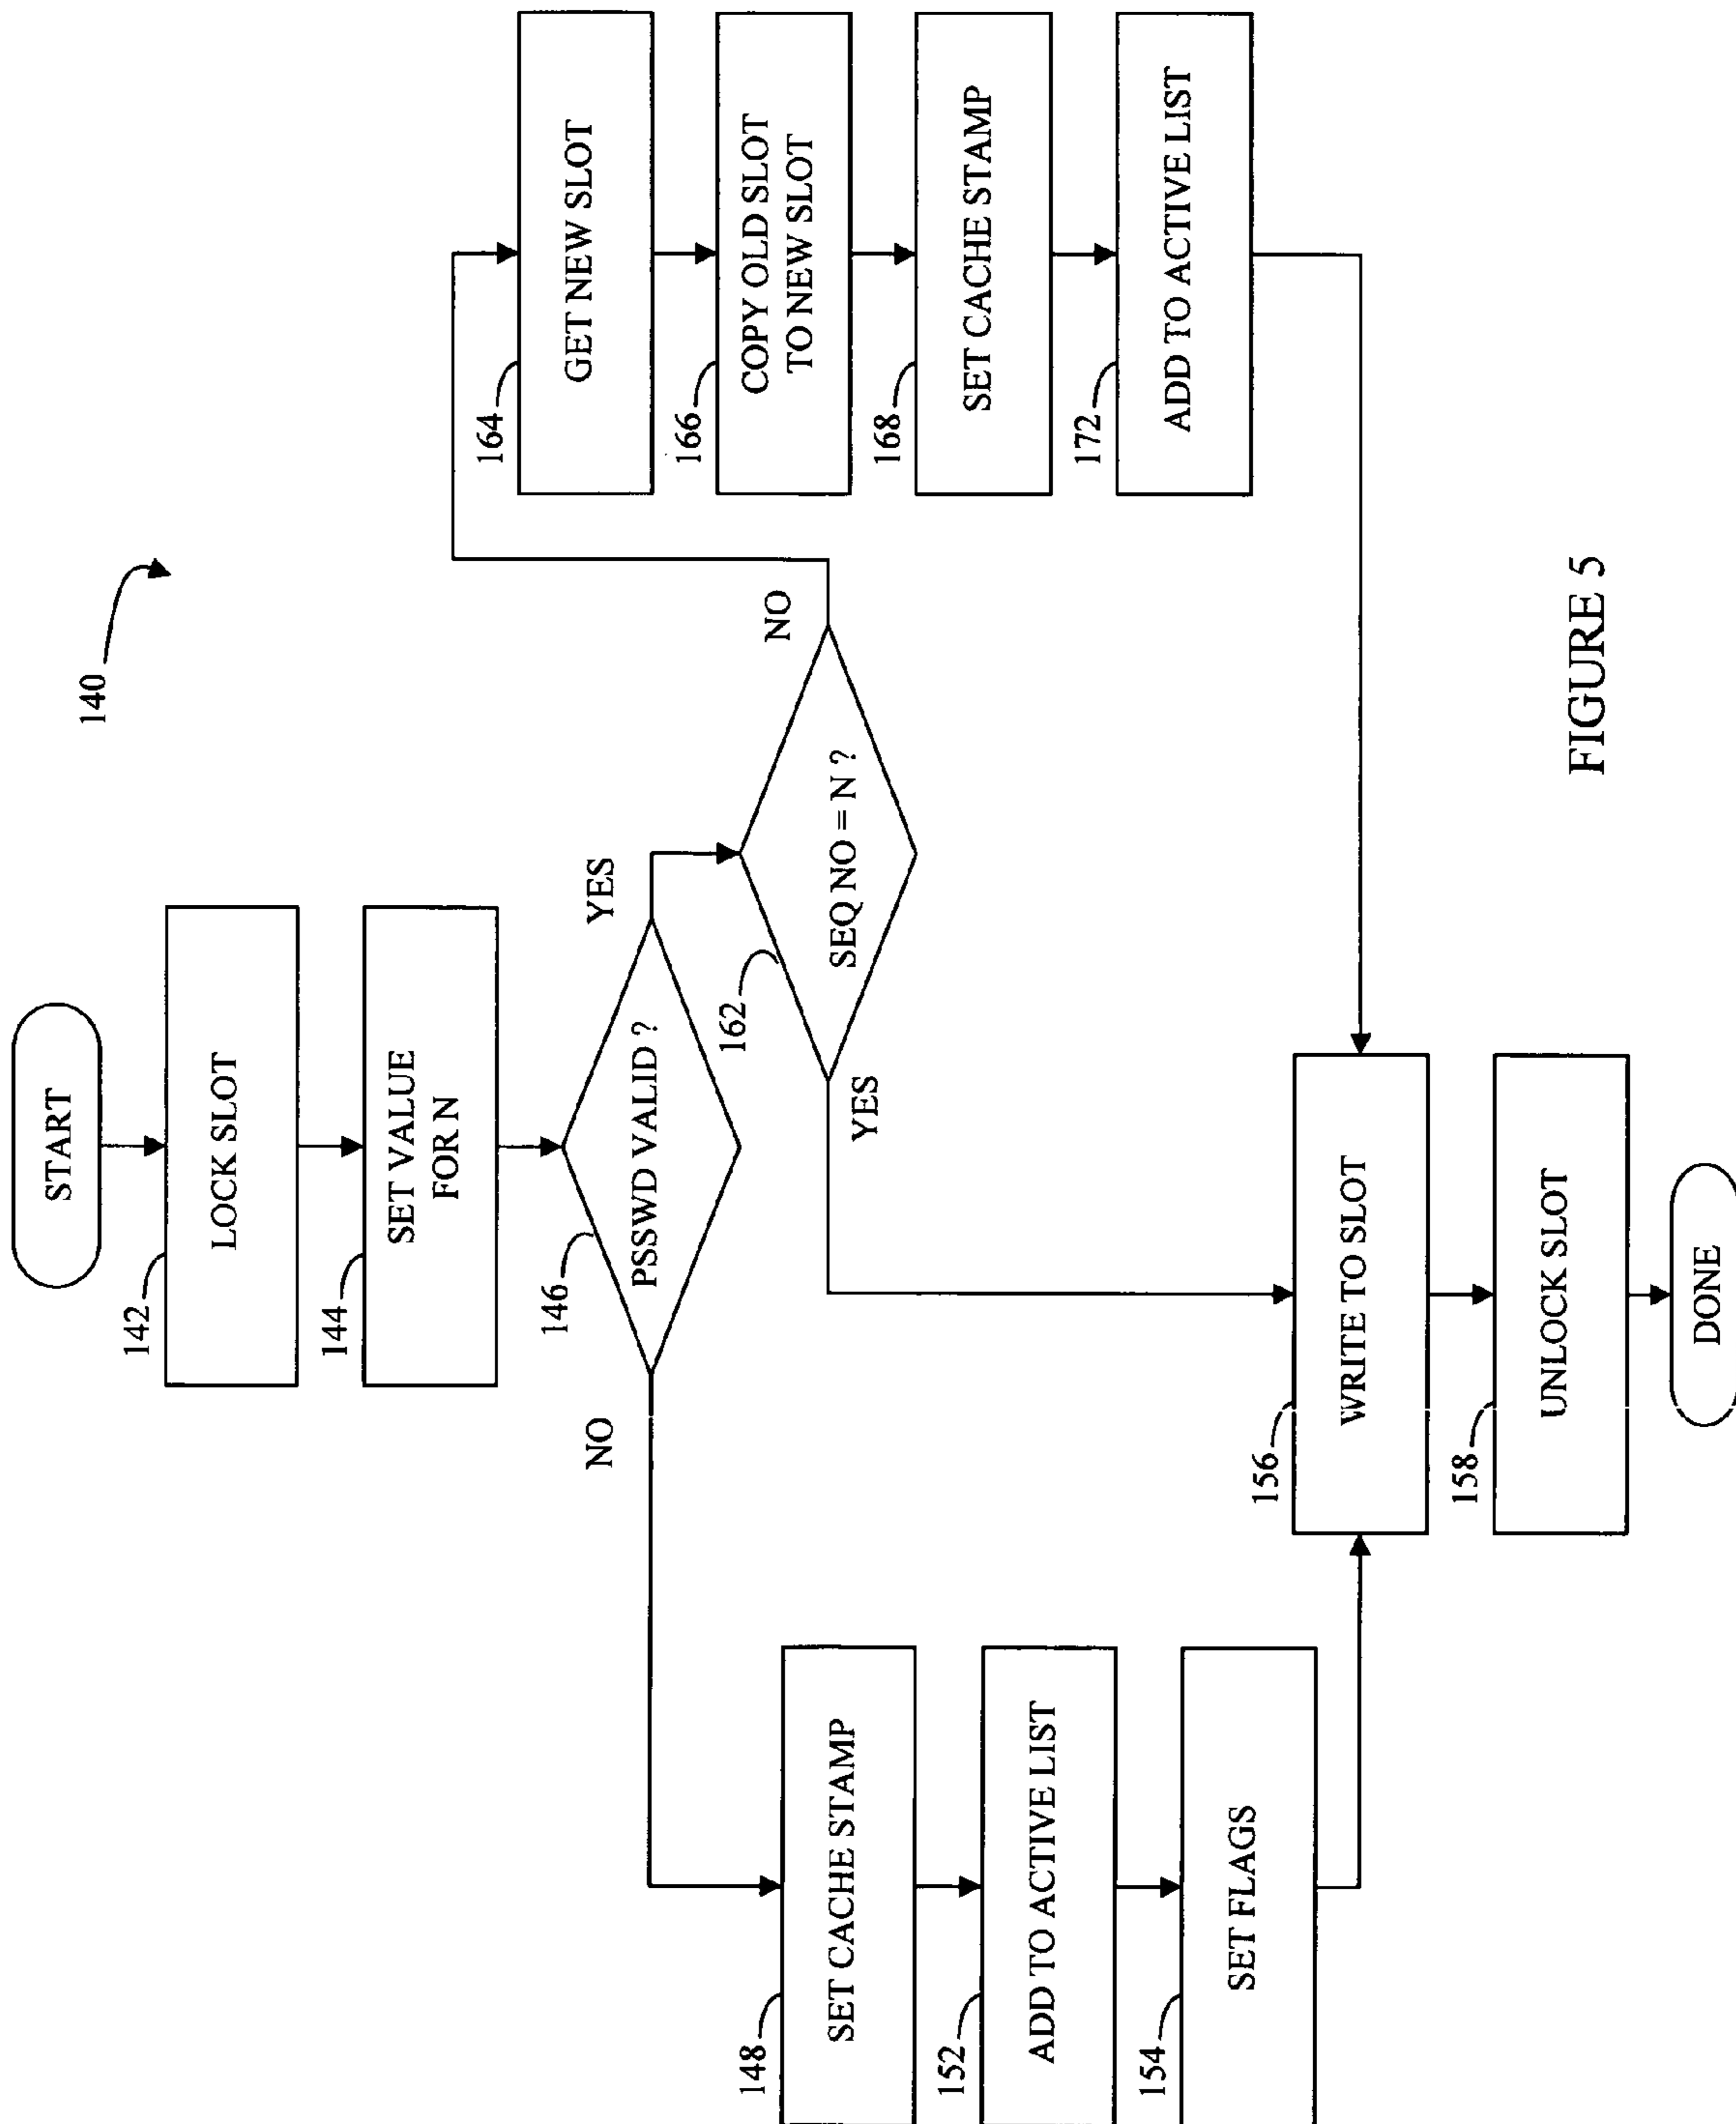 140
START
142
LOCK SLOT
144
SET VALUE
FOR N
146
PSSWD VALID ?
NO
YES
162
SEQ NO = N ?
YES
NO
148
SET CACHE STAMP
152
ADD TO ACTIVE LIST
154
SET FLAGS
164
GET NEW SLOT
166
COPY OLD SLOT
TO NEW SLOT
168
SET CACHE STAMP
172
ADD TO ACTIVE LIST
156
WRITE TO SLOT
158
UNLOCK SLOT
DONE
FIGURE 5